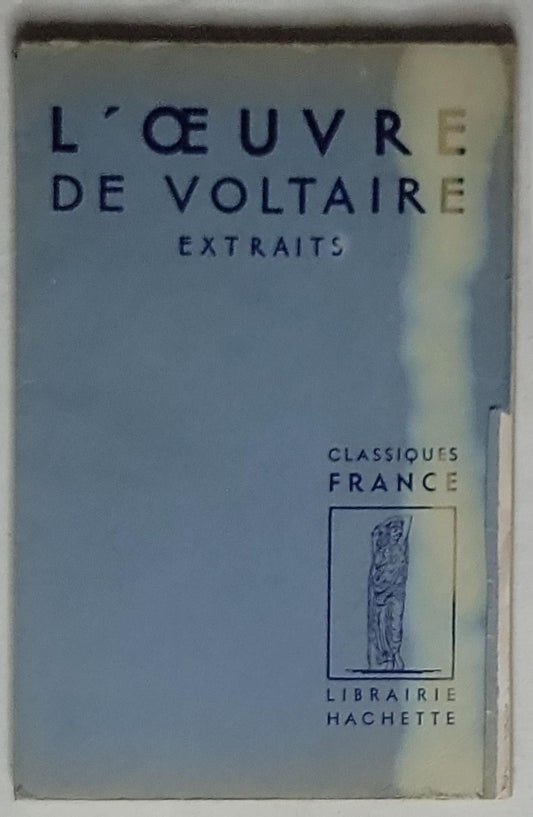 L'ŒUVRE
DE VOLTAIRE
EXTRAITS
CLASSIQUES
FRANCE
LIBRAIRIE
HACHETTE